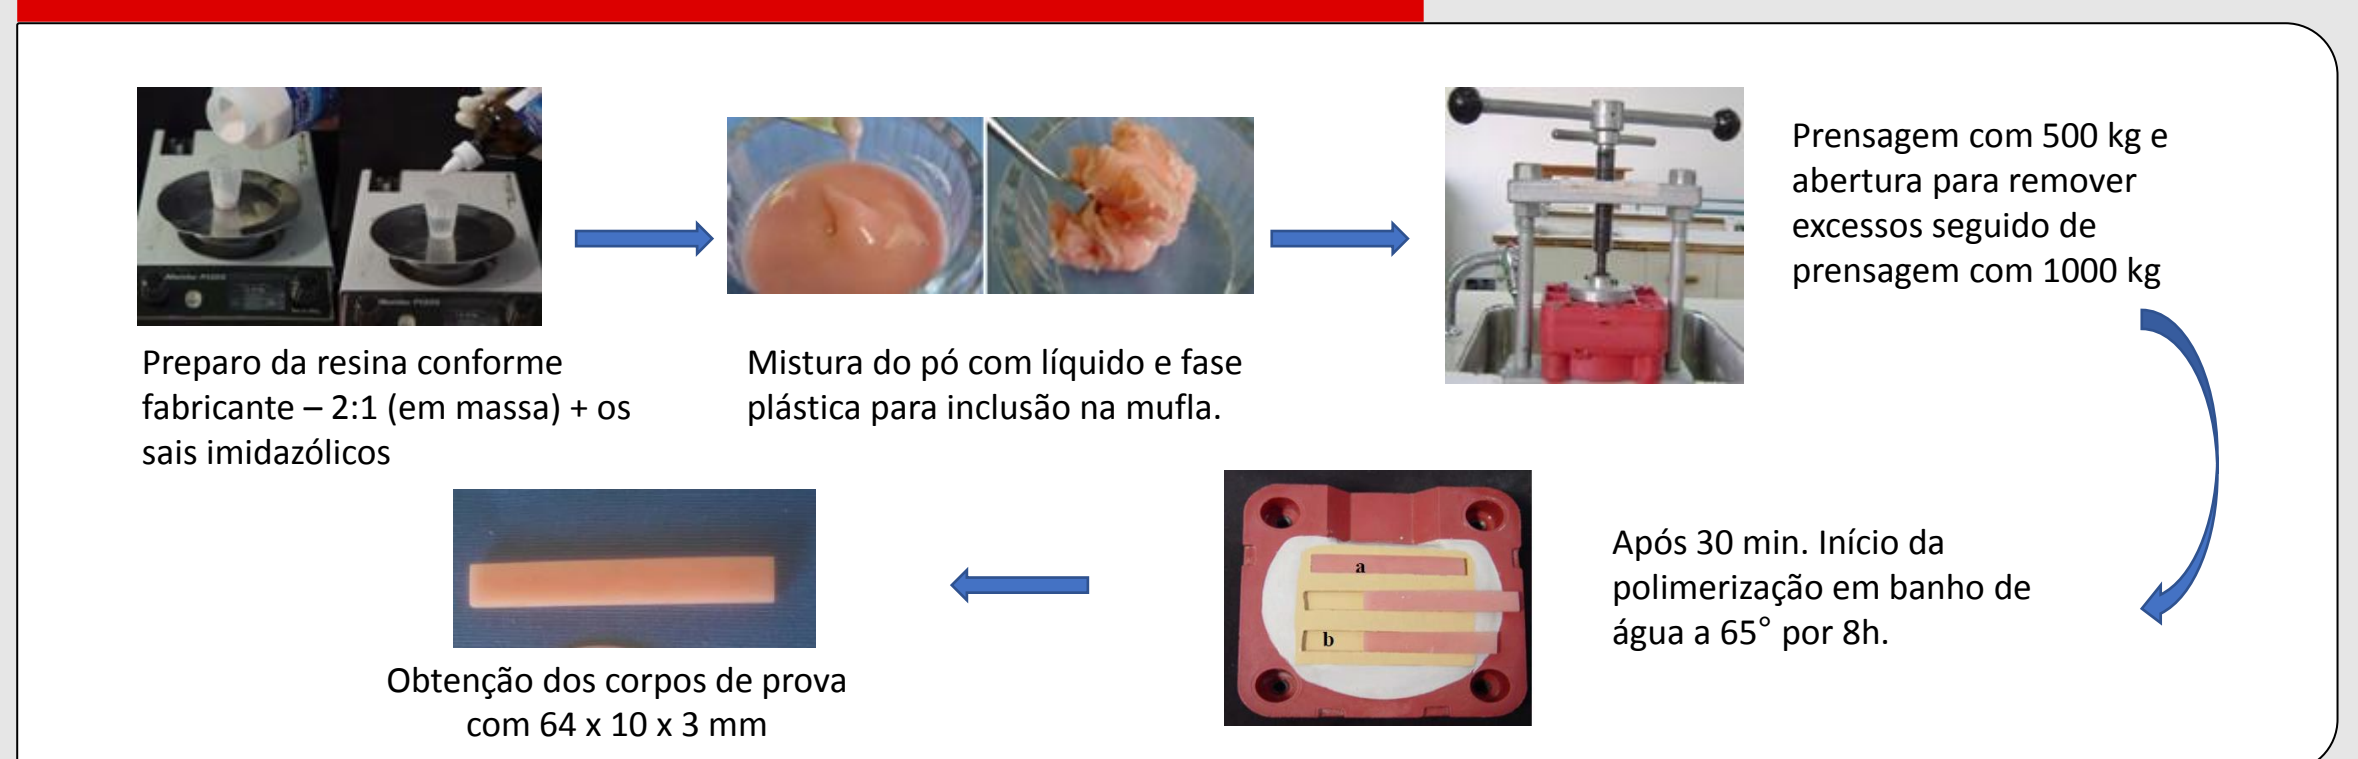 Preparo da resina conforme
fabricante – 2:1 (em massa) + os
sais imidazólicos
Mistura do pó com líquido e fase
plástica para inclusão na mufla.
Prensagem com 500 kg e
abertura para remover
excessos seguido de
prensagem com 1000 kg
Após 30 min. Início da
polimerização em banho de
água a 65° por 8h.
a
b
Obtenção dos corpos de prova
com 64 x 10 x 3 mm